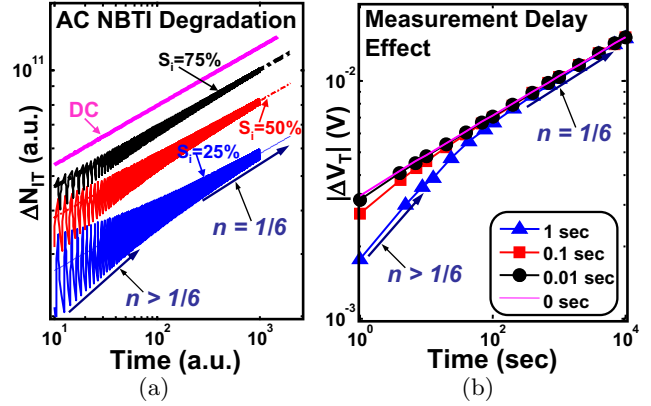 AC NBTI Degradation
ΔN_IT (a.u.)
10^11
DC
S_i=75%
S_i=50%
S_i=25%
n = 1/6
n > 1/6
10^1
10^2
10^3
Time (a.u.)
(a)
Measurement Delay
Effect
|ΔV_T| (V)
10^-2
10^-3
n = 1/6
n > 1/6
1 sec
0.1 sec
0.01 sec
0 sec
10^0
10^2
10^4
Time (sec)
(b)